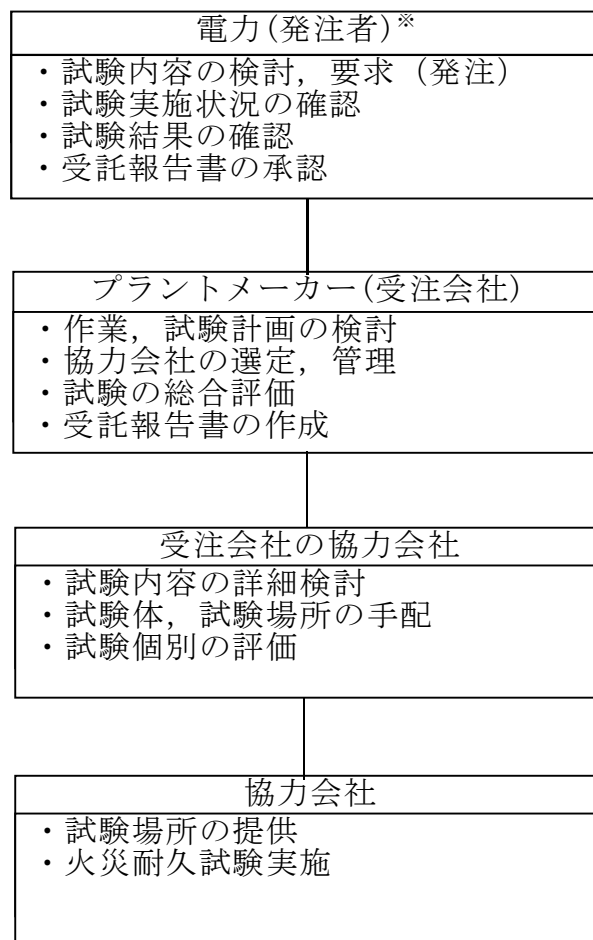 電力(発注者)※
・試験内容の検討，要求（発注）
・試験実施状況の確認
・試験結果の確認
・受託報告書の承認
プラントメーカー(受注会社)
・作業，試験計画の検討
・協力会社の選定，管理
・試験の総合評価
・受託報告書の作成
受注会社の協力会社
・試験内容の詳細検討
・試験体，試験場所の手配
・試験個別の評価
協力会社
・試験場所の提供
・火災耐久試験実施